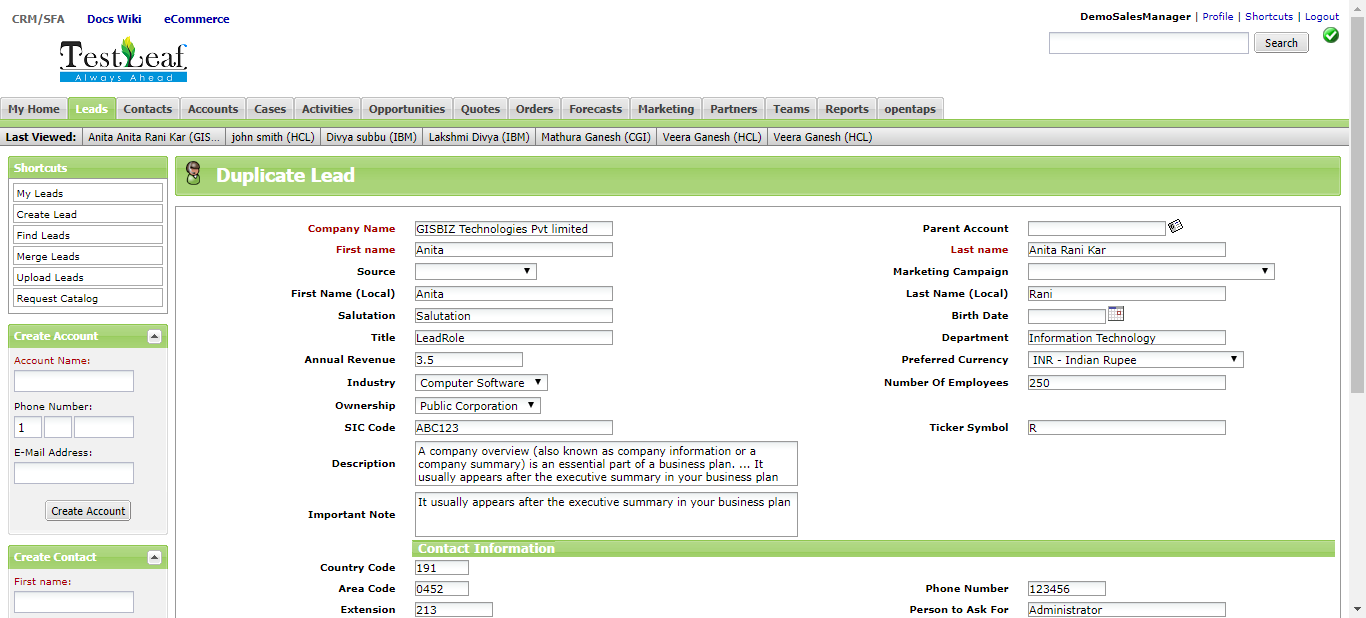 CRM/SFA Docs Wiki eCommerce
DemoSalesManager | Profile | Shortcuts | Logout
TestLeaf
Always Ahead
Search
My Home Leads Contacts Accounts Cases Activities Opportunities Quotes Orders Forecasts Marketing Partners Teams Reports opentaps
Last Viewed: Anita Anita Rani Kar (GIS... john smith (HCL) Divya subbu (IBM) Lakshmi Divya (IBM) Mathura Ganesh (CGI) Veera Ganesh (HCL) Veera Ganesh (HCL)
Shortcuts
My Leads
Create Lead
Find Leads
Merge Leads
Upload Leads
Request Catalog
Create Account
Account Name:
Phone Number:
1
E-Mail Address:
Create Account
Create Contact
First name:
Duplicate Lead
Company Name GISBIZ Technologies Pvt limited Parent Account
First name Anita Last name Anita Rani Kar
Source Marketing Campaign
First Name (Local) Anita Last Name (Local) Rani
Salutation Salutation Birth Date
Title LeadRole Department Information Technology
Annual Revenue 3.5 Preferred Currency INR - Indian Rupee
Industry Computer Software Number Of Employees 250
Ownership Public Corporation
SIC Code ABC123 Ticker Symbol R
Description A company overview (also known as company information or a
company summary) is an essential part of a business plan. ... It
usually appears after the executive summary in your business plan
Important Note It usually appears after the executive summary in your business plan
Contact Information
Country Code 191
Area Code 0452 Phone Number 123456
Extension 213 Person to Ask For Administrator